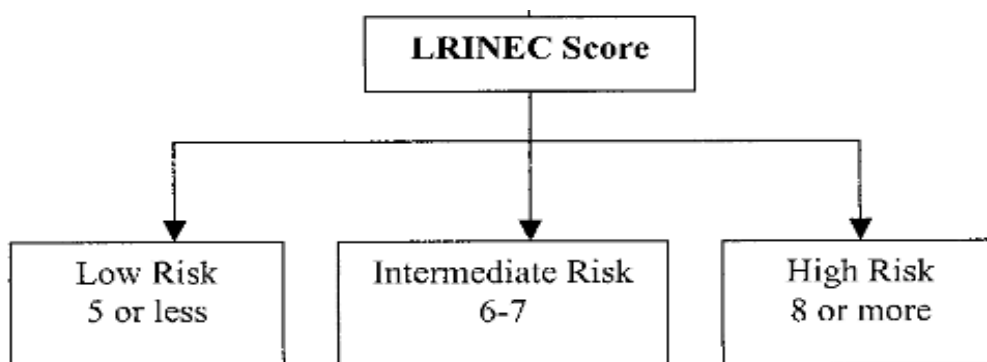 LRINEC Score
Low Risk
5 or less
Intermediate Risk
6-7
High Risk
8 or more